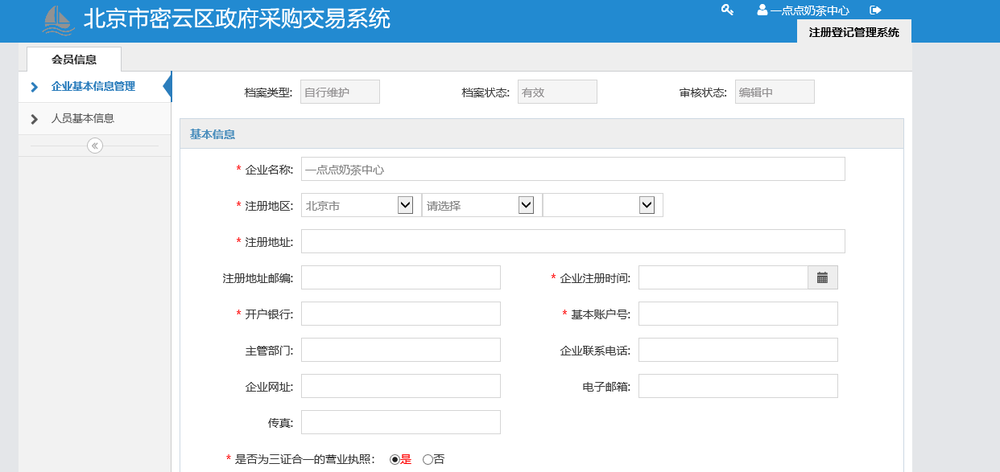 北京市密云区政府采购交易系统
一点点奶茶中心
注册登记管理系统
会员信息
企业基本信息管理
人员基本信息
档案类型: 自行维护 档案状态: 有效 审核状态: 编辑中
基本信息
* 企业名称: 一点点奶茶中心
* 注册地区: 北京市 请选择
* 注册地址:
注册地址邮编: * 企业注册时间:
* 开户银行: * 基本账户号:
主管部门: 企业联系电话:
企业网址: 电子邮箱:
传真:
* 是否为三证合一的营业执照: 是 否